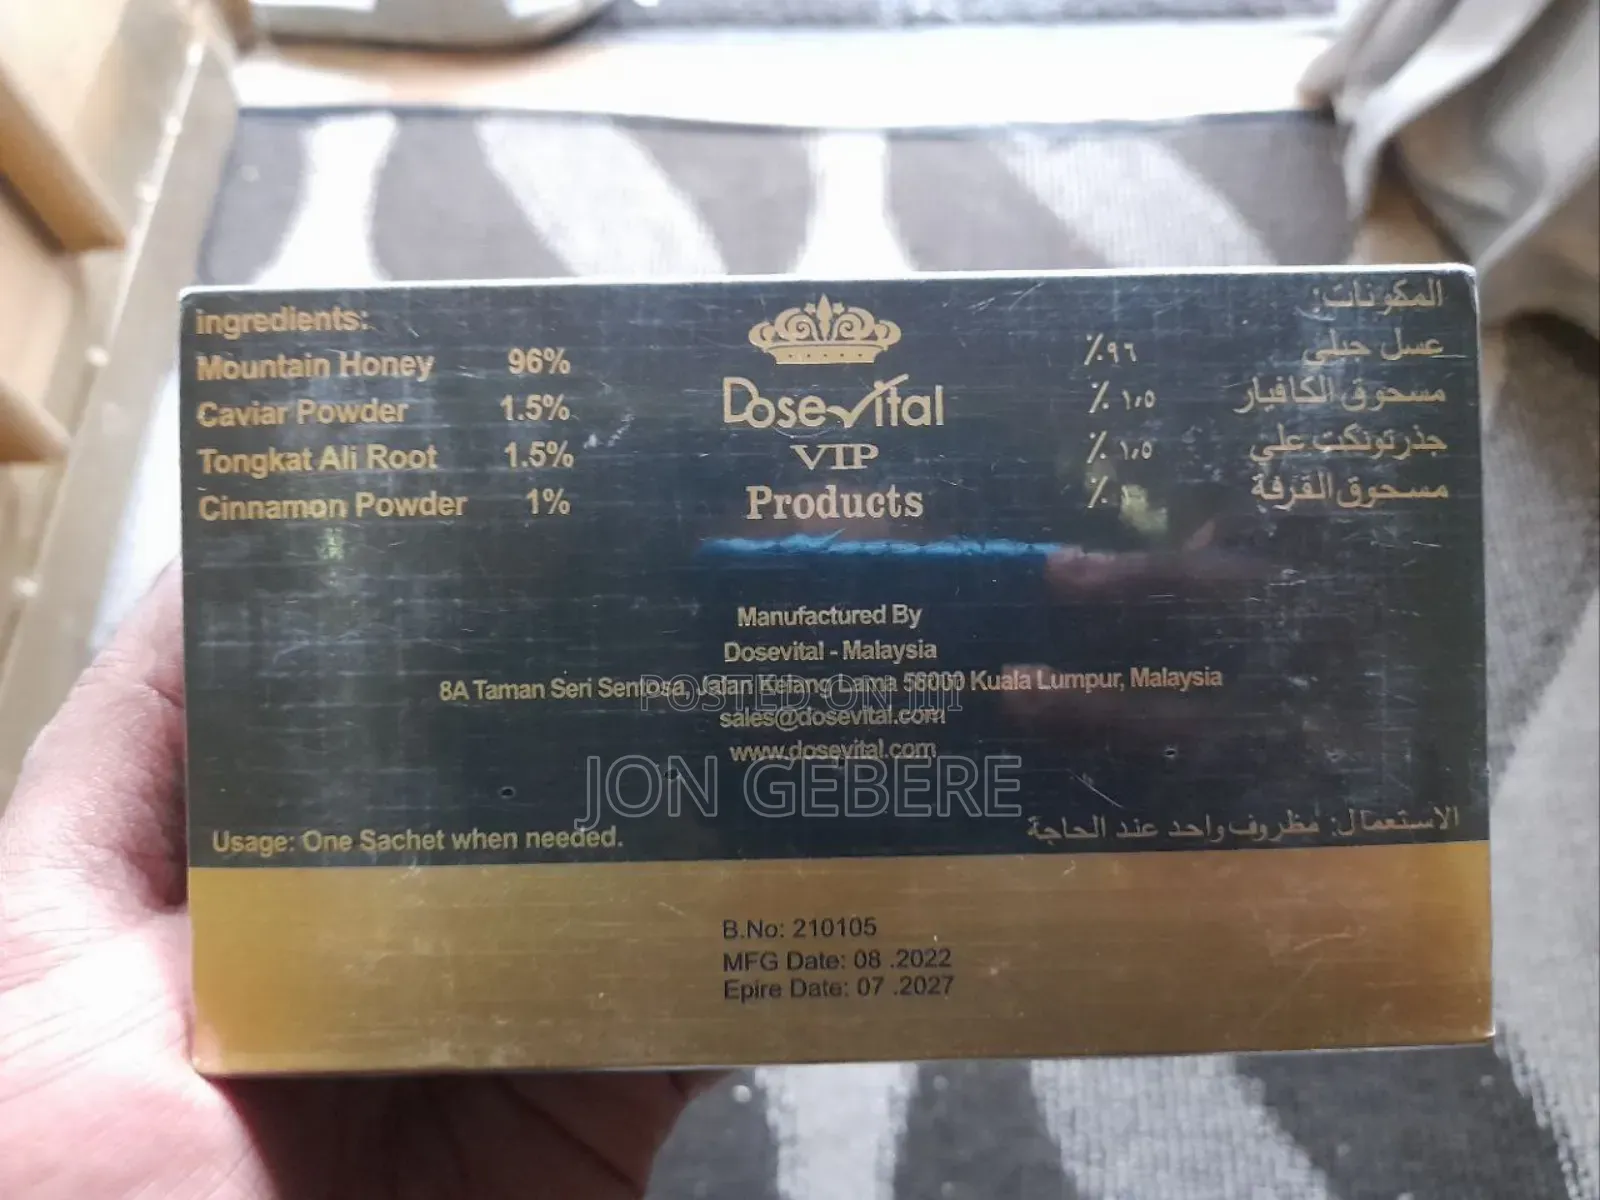 ingredients:
Mountain Honey 96%
Caviar Powder 1.5%
Tongkat Ali Root 1.5%
Cinnamon Powder 1%
Dosevital
VIP
Products
المكونات:
عسل جبلي ٩٦٪
مسحوق الكافيار ١,٥٪
جذرتونكت علي ١,٥٪
مسحوق القرفة ١٪
Manufactured By
Dosevital - Malaysia
8A Taman Seri Sentosa, Jalan Kelang Lama 58000 Kuala Lumpur, Malaysia
sales@dosevital.com
www.dosevital.com
POSTED ON JIJI
JON GEBERE
Usage: One Sachet when needed.
الاستعمال: مظروف واحد عند الحاجة
B.No: 210105
MFG Date: 08 .2022
Epire Date: 07 .2027